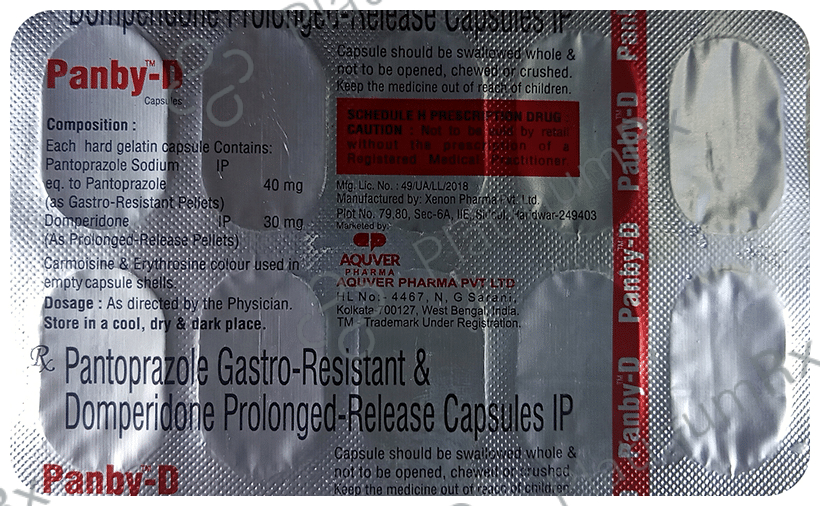 Domperidone Prolonged-Release Capsules IP
Panby-D™
Capsules
Composition :
Each hard gelatin capsule Contains:
Pantoprazole Sodium IP
eq. to Pantoprazole 40 mg
(as Gastro-Resistant Pellets)
Domperidone IP 30 mg
(As Prolonged-Release Pellets)
Carmoisine & Erythrosine colour used in
empty capsule shells.
Dosage : As directed by the Physician.
Store in a cool, dry & dark place.
Capsule should be swallowed whole &
not to be opened, chewed or crushed.
Keep the medicine out of reach of children.
SCHEDULE H PRESCRIPTION DRUG :
CAUTION : Not to be sold by retail
without the prescription of a
Registered Medical Practitioner
Mfg. Lic. No. : 49/UA/LL/2018
Manufactured by: Xenon Pharma Pvt. Ltd.
Plot No. 79,80, Sec-6A, IIE, Sidcul, Haridwar-249403
Marketed by:
AQUVER
PHARMA
AQUVER PHARMA PVT LTD
HL No:- 4467, N, G Sarani,
Kolkata 700127, West Bengal, India.
TM - Trademark Under Registration.
Rx Pantoprazole Gastro-Resistant &
Domperidone Prolonged-Release Capsules IP
Panby-D™
Capsule should be swallowed whole &
not to be opened, chewed or crushed
Keep the medicine out of reach of children
Pan
Panby-D™
Panby-D™
Panby-D™